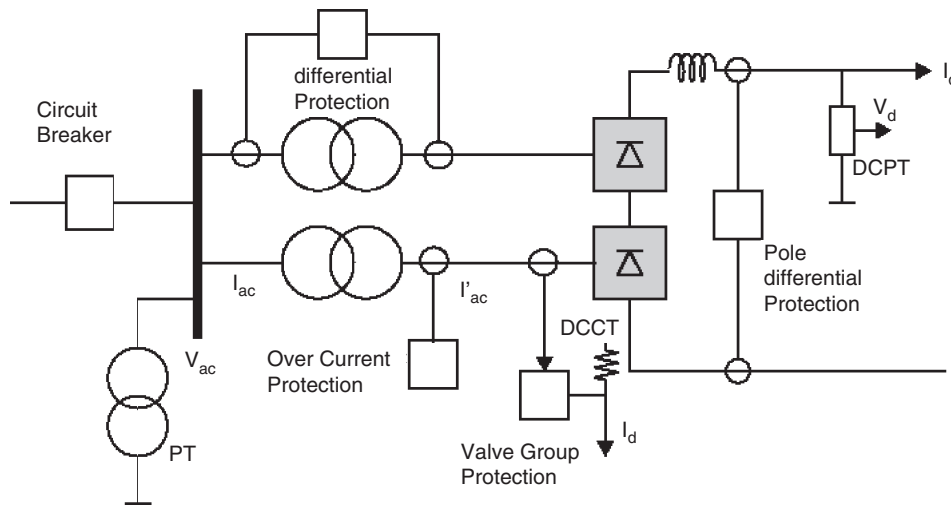 differential
Protection
Circuit
Breaker
V_d
DCPT
Pole
differential
Protection
I_ac
I'_ac
DCCT
V_ac
Over Current
Protection
PT
I_d
Valve Group
Protection